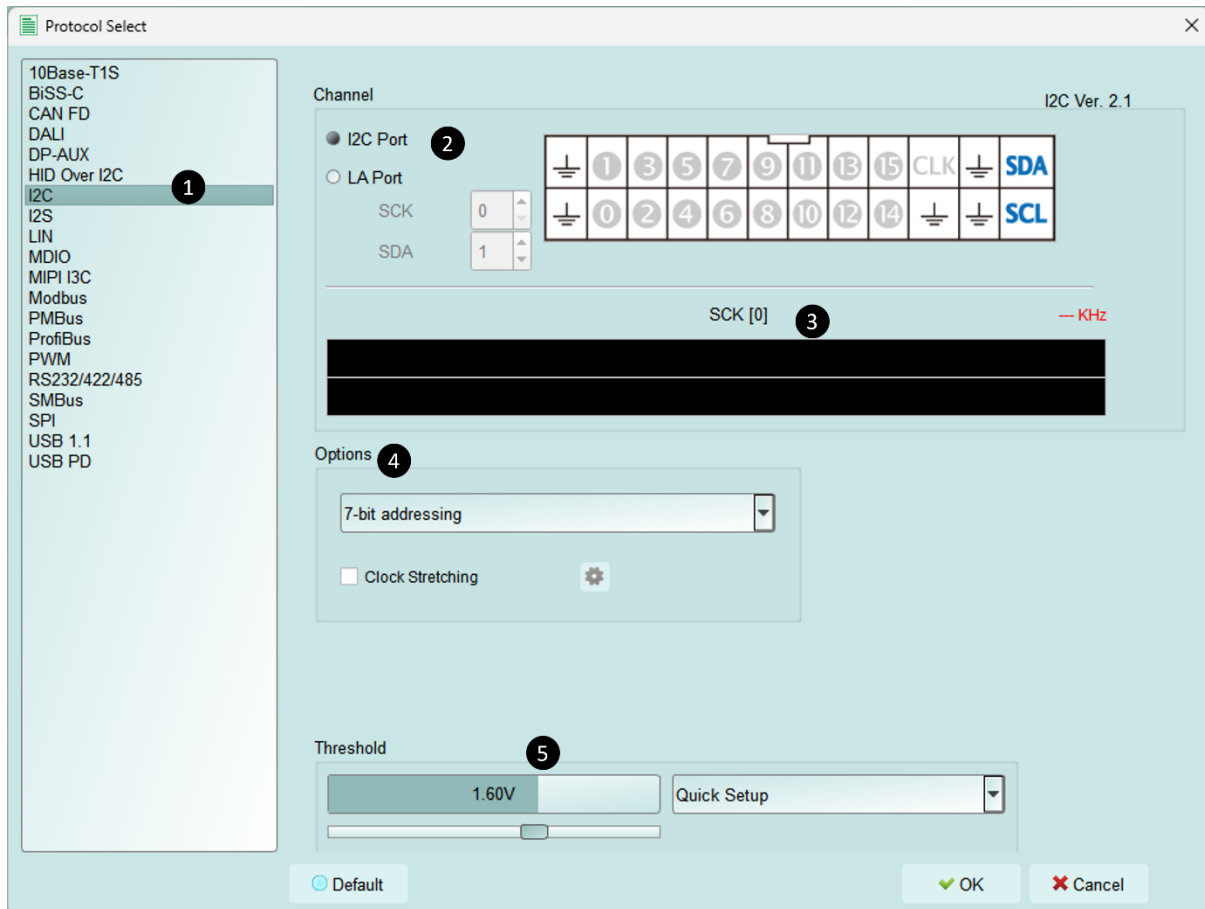 Protocol Select
10Base-T1S
BiSS-C
CAN FD
DALI
DP-AUX
HID Over I2C
1
I2C
I2S
LIN
MDIO
MIPI I3C
Modbus
PMBus
ProfiBus
PWM
RS232/422/485
SMBus
SPI
USB 1.1
USB PD
Channel
I2C Ver. 2.1
I2C Port 2
LA Port
SCK 0
SDA 1
1 3 5 7 9 11 13 15 CLK SDA
0 2 4 6 8 10 12 14 SCL
SCK [0] 3 --- KHz
Options 4
7-bit addressing
Clock Stretching
Threshold 5
1.60V Quick Setup
Default OK Cancel